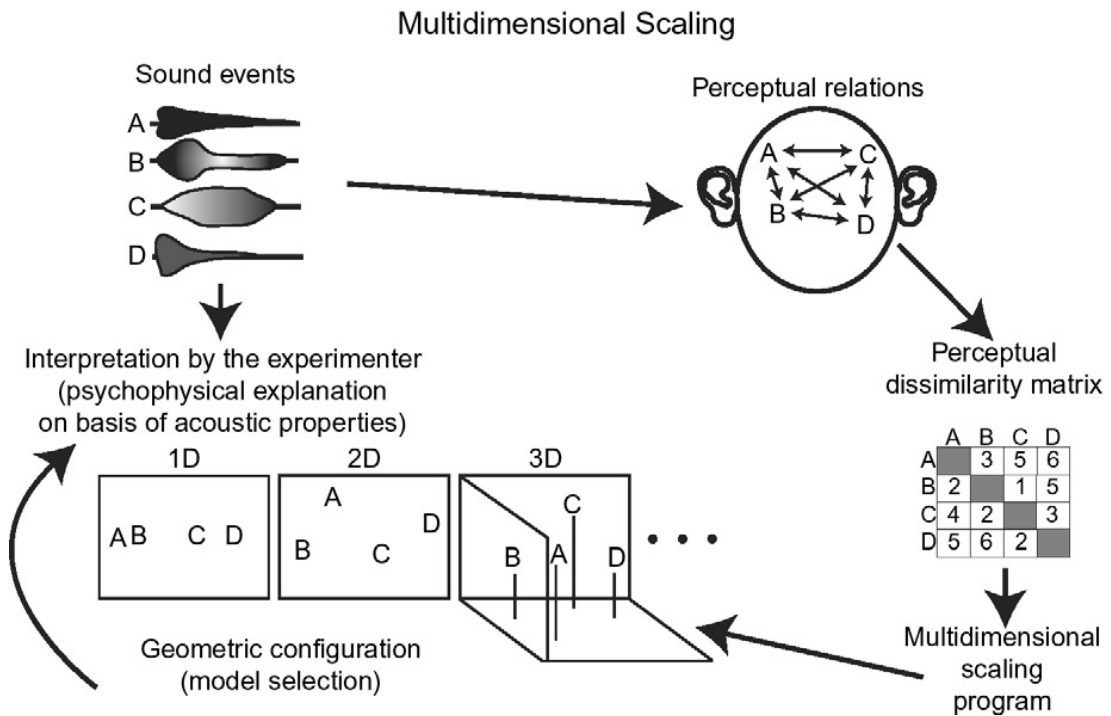 Multidimensional Scaling
Sound events
A
B
C
D
Perceptual relations
A C
B D
Perceptual
dissimilarity matrix
A B C D
A 3 5 6
B 2 1 5
C 4 2 3
D 5 6 2
Multidimensional
scaling
program
Interpretation by the experimenter
(psychophysical explanation
on basis of acoustic properties)
1D 2D 3D
A B C D
A
B C D
C
B A D
• • •
Geometric configuration
(model selection)